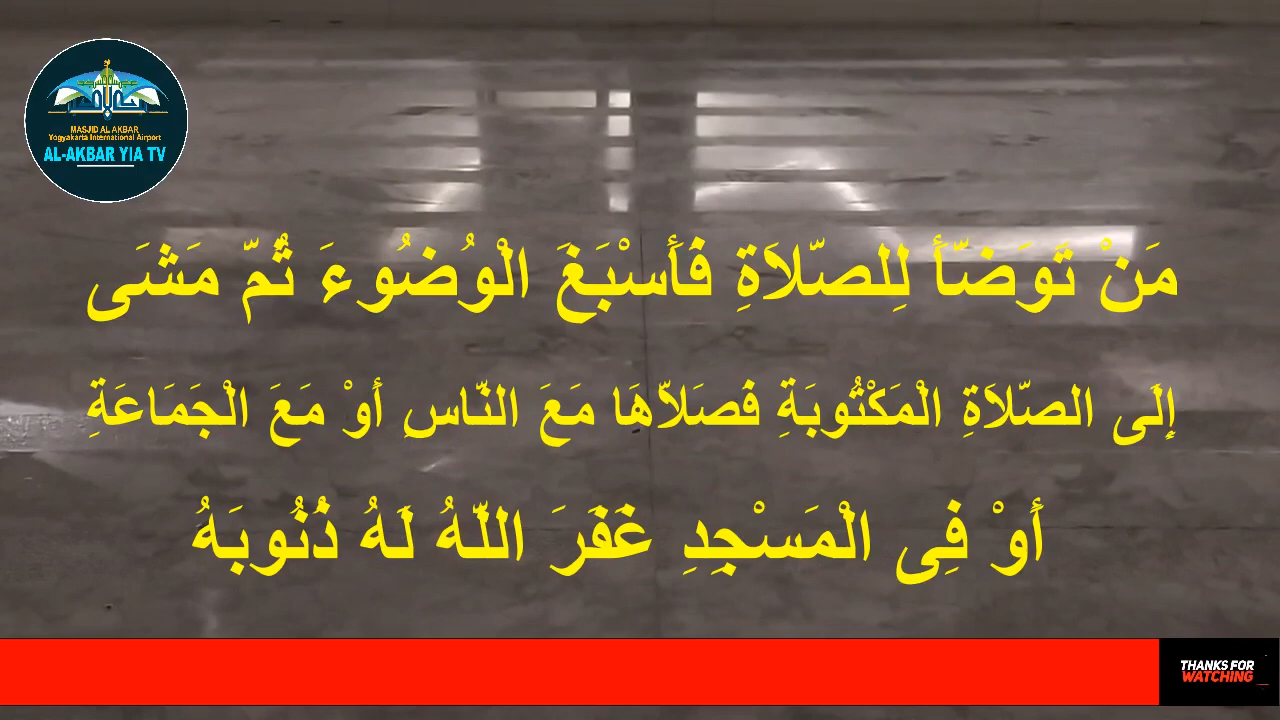 MASJID AL AKBAR
Yogyakarta International Airport
AL-AKBAR YIA TV
مَنْ تَوَضّأَ لِلصّلاَةِ فَأَسْبَغَ الْوُضُوءَ ثُمّ مَشَى
إِلَى الصّلاَةِ الْمَكْتُوبَةِ فَصَلاّهَا مَعَ النّاسِ أَوْ مَعَ الْجَمَاعَةِ
أَوْ فِى الْمَسْجِدِ غَفَرَ اللّهُ لَهُ ذُنُوبَهُ
THANKS FOR
WATCHING